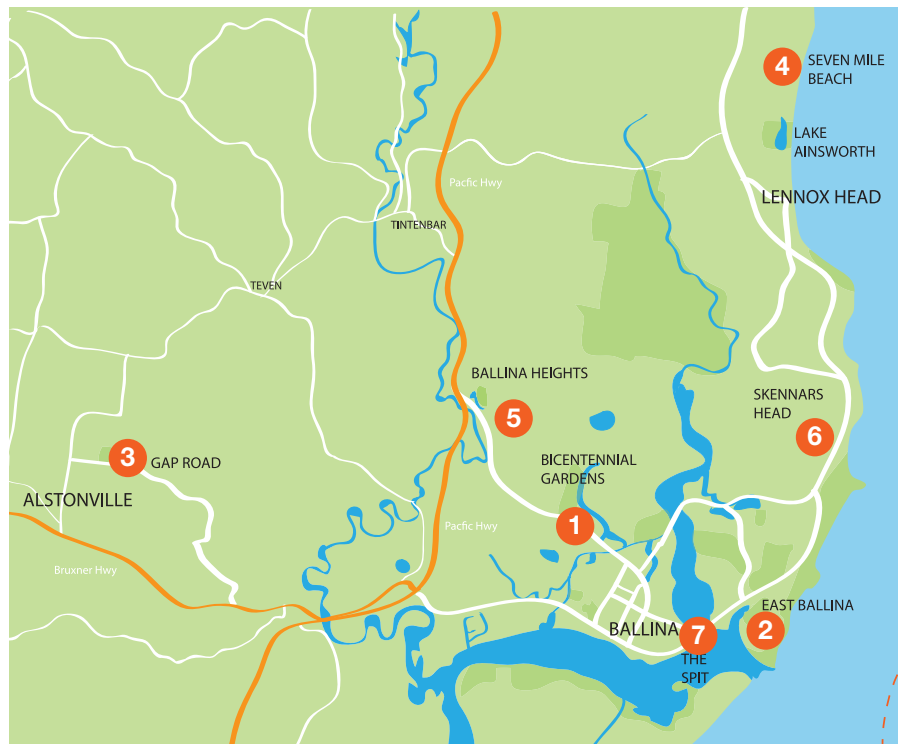 4
SEVEN MILE
BEACH
LAKE
AINSWORTH
Pacfic Hwy
LENNOX HEAD
TINTENBAR
TEVEN
BALLINA HEIGHTS
5
SKENNARS
HEAD
6
3
GAP ROAD
BICENTENNIAL
GARDENS
ALSTONVILLE
1
Pacfic Hwy
Bruxner Hwy
EAST BALLINA
2
BALLINA
7
THE
SPIT